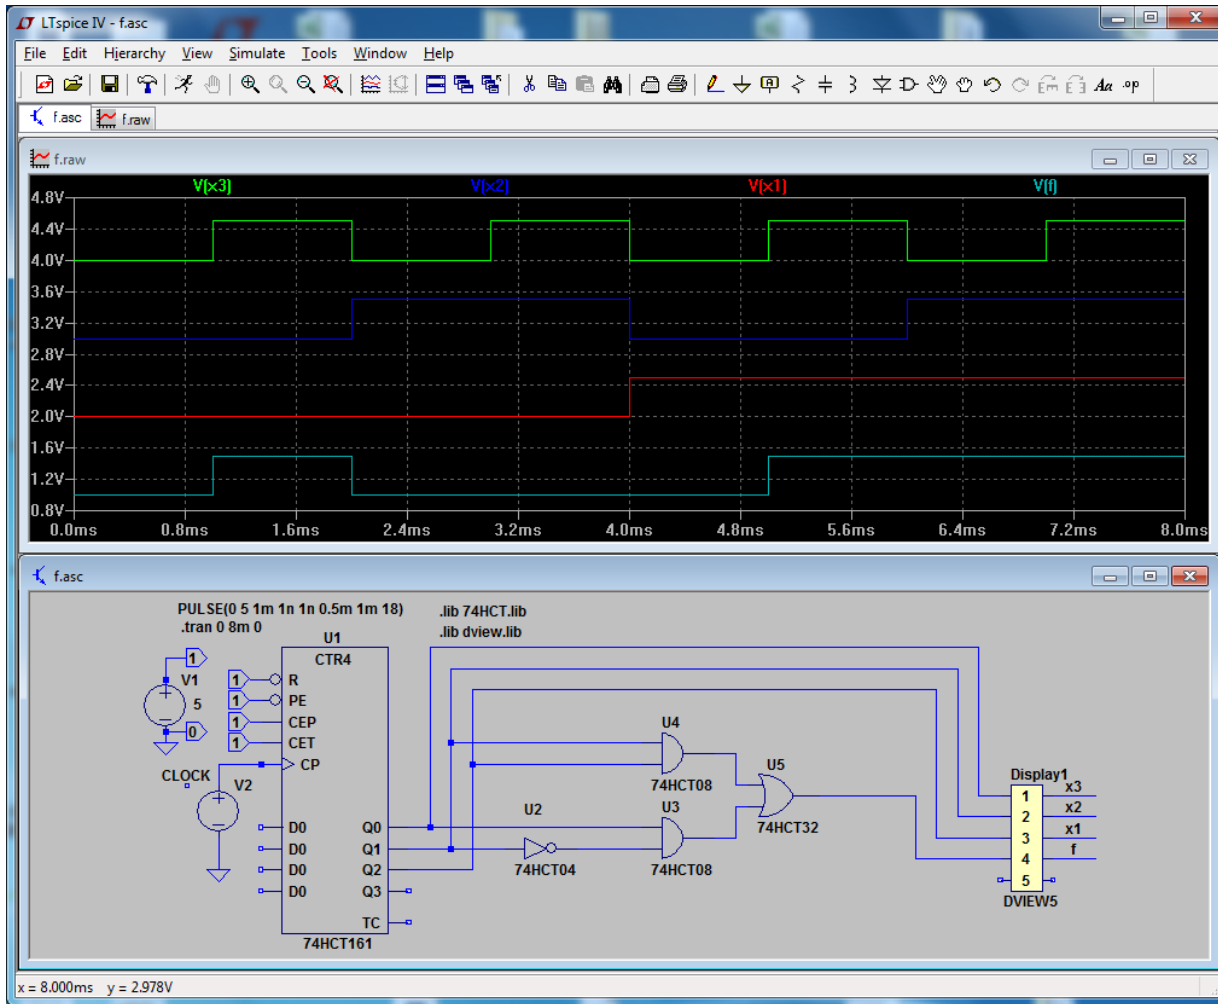 LTspice IV - f.asc
File Edit Hierarchy View Simulate Tools Window Help
Aa .op
f.asc f.raw
f.raw
V(x3) V(x2) V(x1) V(f)
4.8V
4.4V
4.0V
3.6V
3.2V
2.8V
2.4V
2.0V
1.6V
1.2V
0.8V
0.0ms 0.8ms 1.6ms 2.4ms 3.2ms 4.0ms 4.8ms 5.6ms 6.4ms 7.2ms 8.0ms
f.asc
PULSE(0 5 1m 1n 1n 0.5m 1m 18) .lib 74HCT.lib
.tran 0 8m 0 .lib dview.lib
U1
1 CTR4
V1 1 R
5 1 PE
1 CEP
0 1 CET
CP
CLOCK V2
D0 Q0
D0 Q1
D0 Q2
D0 Q3
TC
74HCT161
U4
74HCT08
U2 U3
74HCT04 74HCT08
U5
74HCT32
Display1
1 x3
2 x2
3 x1
4 f
5
DVIEW5
x = 8.000ms y = 2.978V